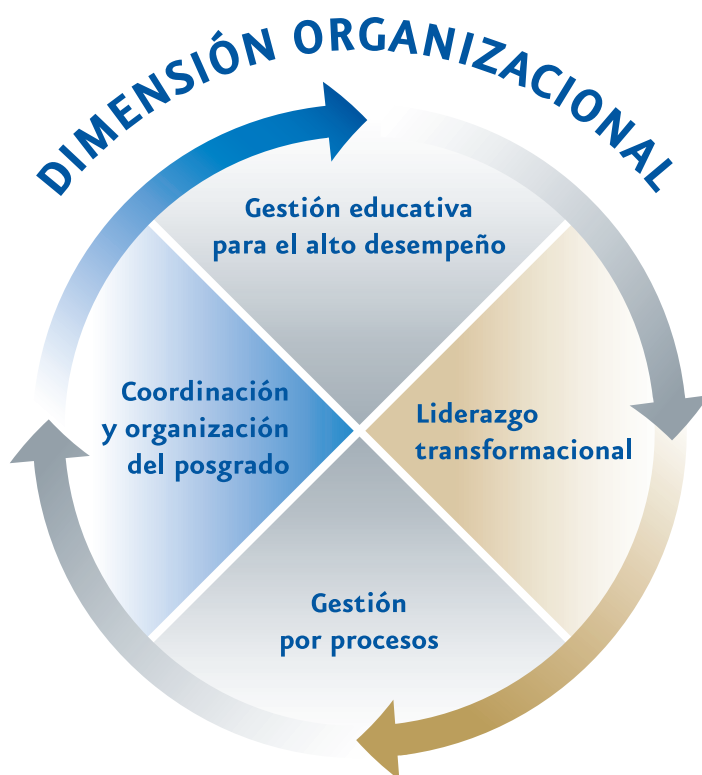 DIMENSIÓN ORGANIZACIONAL
Gestión educativa
para el alto desempeño
Coordinación
y organización
del posgrado
Liderazgo
transformacional
Gestión
por procesos